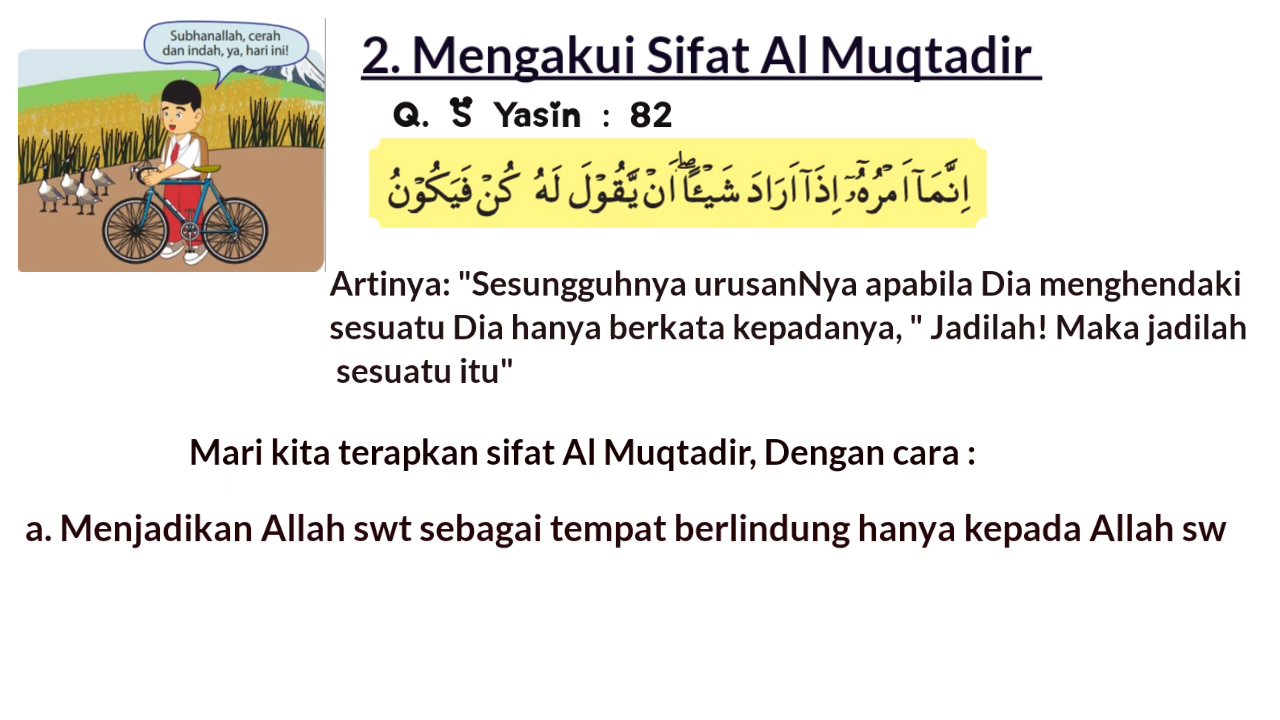 Subhanallah, cerah
dan indah, ya, hari ini!
2. Mengakui Sifat Al Muqtadir
Q. S Yasin : 82
اِنَّمَآ اَمْرُهٗٓ اِذَآ اَرَادَ شَيْـًٔاۖ اَنْ يَّقُوْلَ لَهٗ كُنْ فَيَكُوْنُ
Artinya: "Sesungguhnya urusanNya apabila Dia menghendaki
sesuatu Dia hanya berkata kepadanya, " Jadilah! Maka jadilah
sesuatu itu"
Mari kita terapkan sifat Al Muqtadir, Dengan cara :
a. Menjadikan Allah swt sebagai tempat berlindung hanya kepada Allah sw